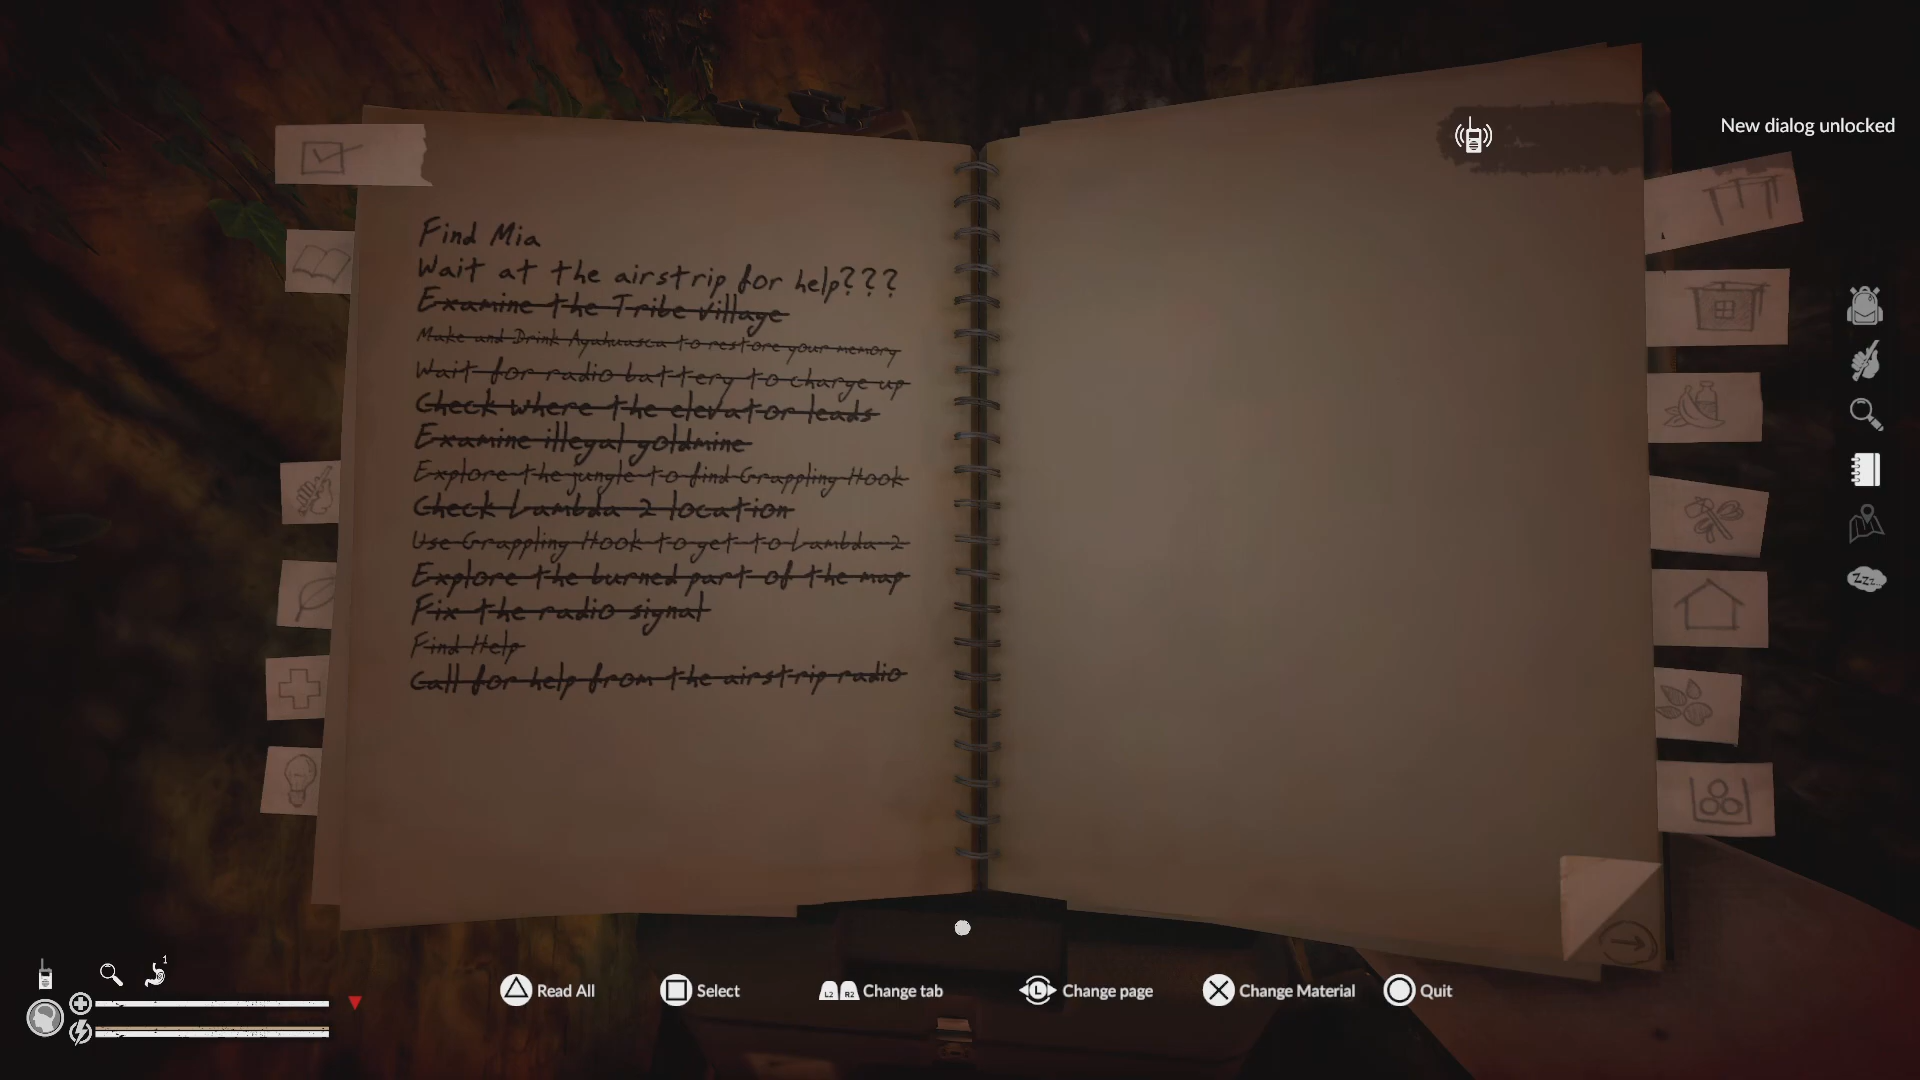 New dialog unlocked
Find Mia
Wait at the airstrip for help???
Examine the Tribe village
Make and Drink Ayahuasca to restore your memory
Wait for radio battery to charge up
Check where the elevator leads
Examine illegal goldmine
Explore the jungle to find Grappling Hook
Check Lambda 2 location
Use Grappling Hook to get to Lambda 2
Explore the burned part of the map
Fix the radio signal
Find Help
Call for help from the airstrip radio
Zzz...
1
Read All
Select
L2 R2 Change tab
L Change page
Change Material
Quit